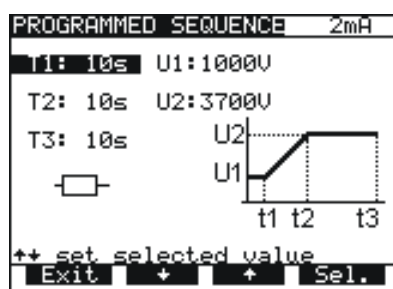 PROGRAMMED SEQUENCE 2mA
T1: 10s U1:1000V
T2: 10s U2:3700V
T3: 10s
U2
U1
t1 t2 t3
++ set selected value
Exit ↓ ↑ Sel.